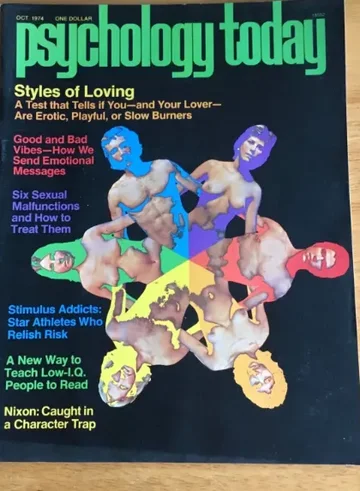 OCT. 1974 ONE DOLLAR
psychology today
Styles of Loving
A Test that Tells if You—and Your Lover—
Are Erotic, Playful, or Slow Burners
Good and Bad
Vibes—How We
Send Emotional
Messages
Six Sexual
Malfunctions
and How to
Treat Them
Stimulus Addicts:
Star Athletes Who
Relish Risk
A New Way to
Teach Low-I.Q.
People to Read
Nixon: Caught in
a Character Trap